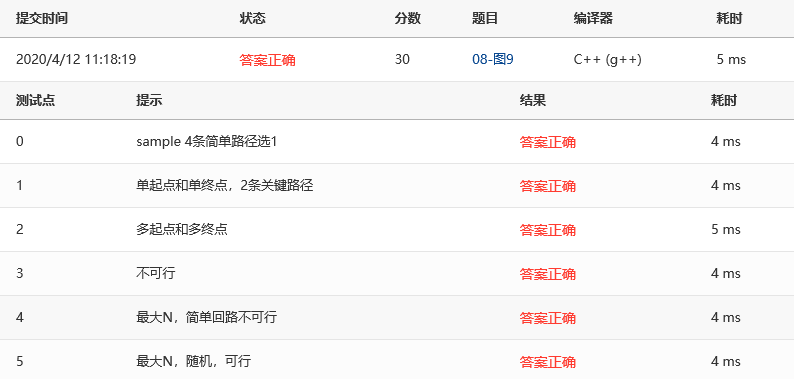 提交时间 状态 分数 题目 编译器 耗时
2020/4/12 11:18:19 答案正确 30 08-图9 C++ (g++) 5 ms
测试点 提示 结果 耗时
0 sample 4条简单路径选1 答案正确 4 ms
1 单起点和单终点，2条关键路径 答案正确 4 ms
2 多起点和多终点 答案正确 5 ms
3 不可行 答案正确 4 ms
4 最大N，简单回路不可行 答案正确 4 ms
5 最大N，随机，可行 答案正确 4 ms